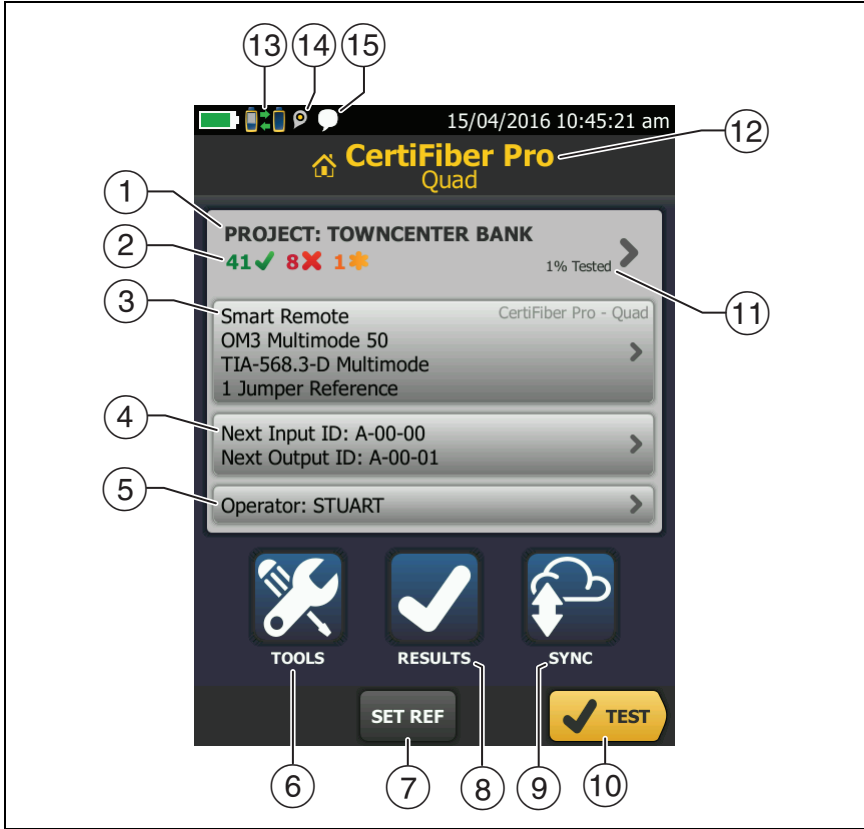 13 14 15
15/04/2016 10:45:21 am
12
CertiFiber Pro
Quad
1
PROJECT: TOWNCENTER BANK
2
41 8 1
1% Tested
11
3
Smart Remote
CertiFiber Pro - Quad
OM3 Multimode 50
TIA-568.3-D Multimode
1 Jumper Reference
4
Next Input ID: A-00-00
Next Output ID: A-00-01
5
Operator: STUART
TOOLS RESULTS SYNC
SET REF TEST
6 7 8 9 10